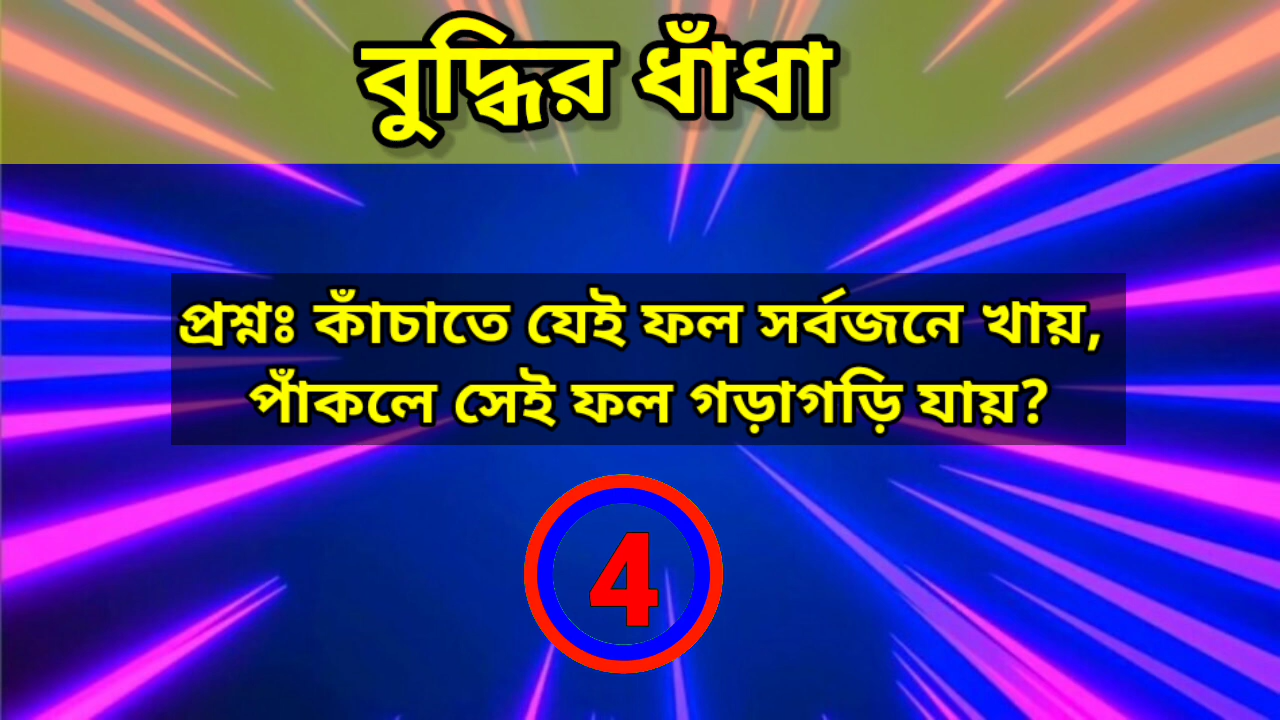 বুদ্ধির ধাঁধা
প্রশ্নঃ কাঁচাতে যেই ফল সর্বজনে খায়,
পাঁকলে সেই ফল গড়াগড়ি যায়?
4